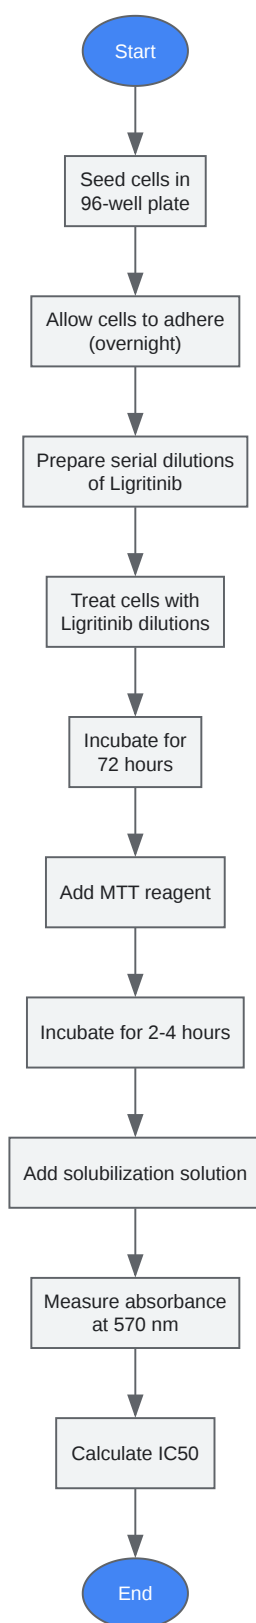 Start
Seed cells in
96-well plate
Allow cells to adhere
(overnight)
Prepare serial dilutions
of Ligritinib
Treat cells with
Ligritinib dilutions
Incubate for
72 hours
Add MTT reagent
Incubate for 2-4 hours
Add solubilization solution
Measure absorbance
at 570 nm
Calculate IC50
End